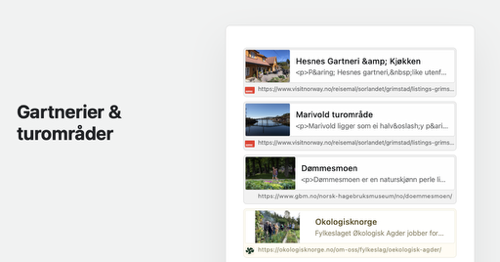 Gartnerier &
turområder
Hesnes Gartneri &amp; Kjøkken
<p>P&aring; Hesnes gartneri,&nbsp;like utenf...
https://www.visitnorway.no/reisemal/sorlandet/grimstad/listings-grims...
Marivold turområde
<p>Marivold ligger som ei halv&oslash;y p&ari...
https://www.visitnorway.no/reisemal/sorlandet/grimstad/listings-grims...
Dømmesmoen
<p>Dømmesmoen er en naturskjønn perle li...
https://www.gbm.no/norsk-hagebruksmuseum/no/doemmesmoen/
Okologisknorge
Fylkeslaget Økologisk Agder jobber for...
https://okologisknorge.no/om-oss/fylkeslag/oekologisk-agder/